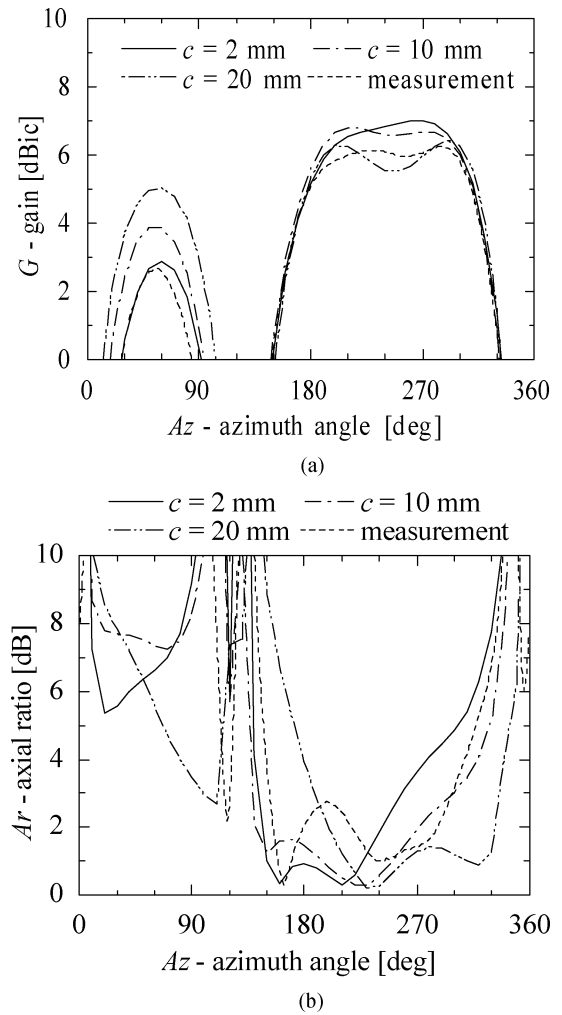 10
c = 2 mm
c = 10 mm
c = 20 mm
measurement
8
6
4
2
0
G - gain [dBic]
0
90
180
270
360
Az - azimuth angle [deg]
(a)
c = 2 mm
c = 10 mm
c = 20 mm
measurement
10
8
6
4
2
0
Ar - axial ratio [dB]
0
90
180
270
360
Az - azimuth angle [deg]
(b)